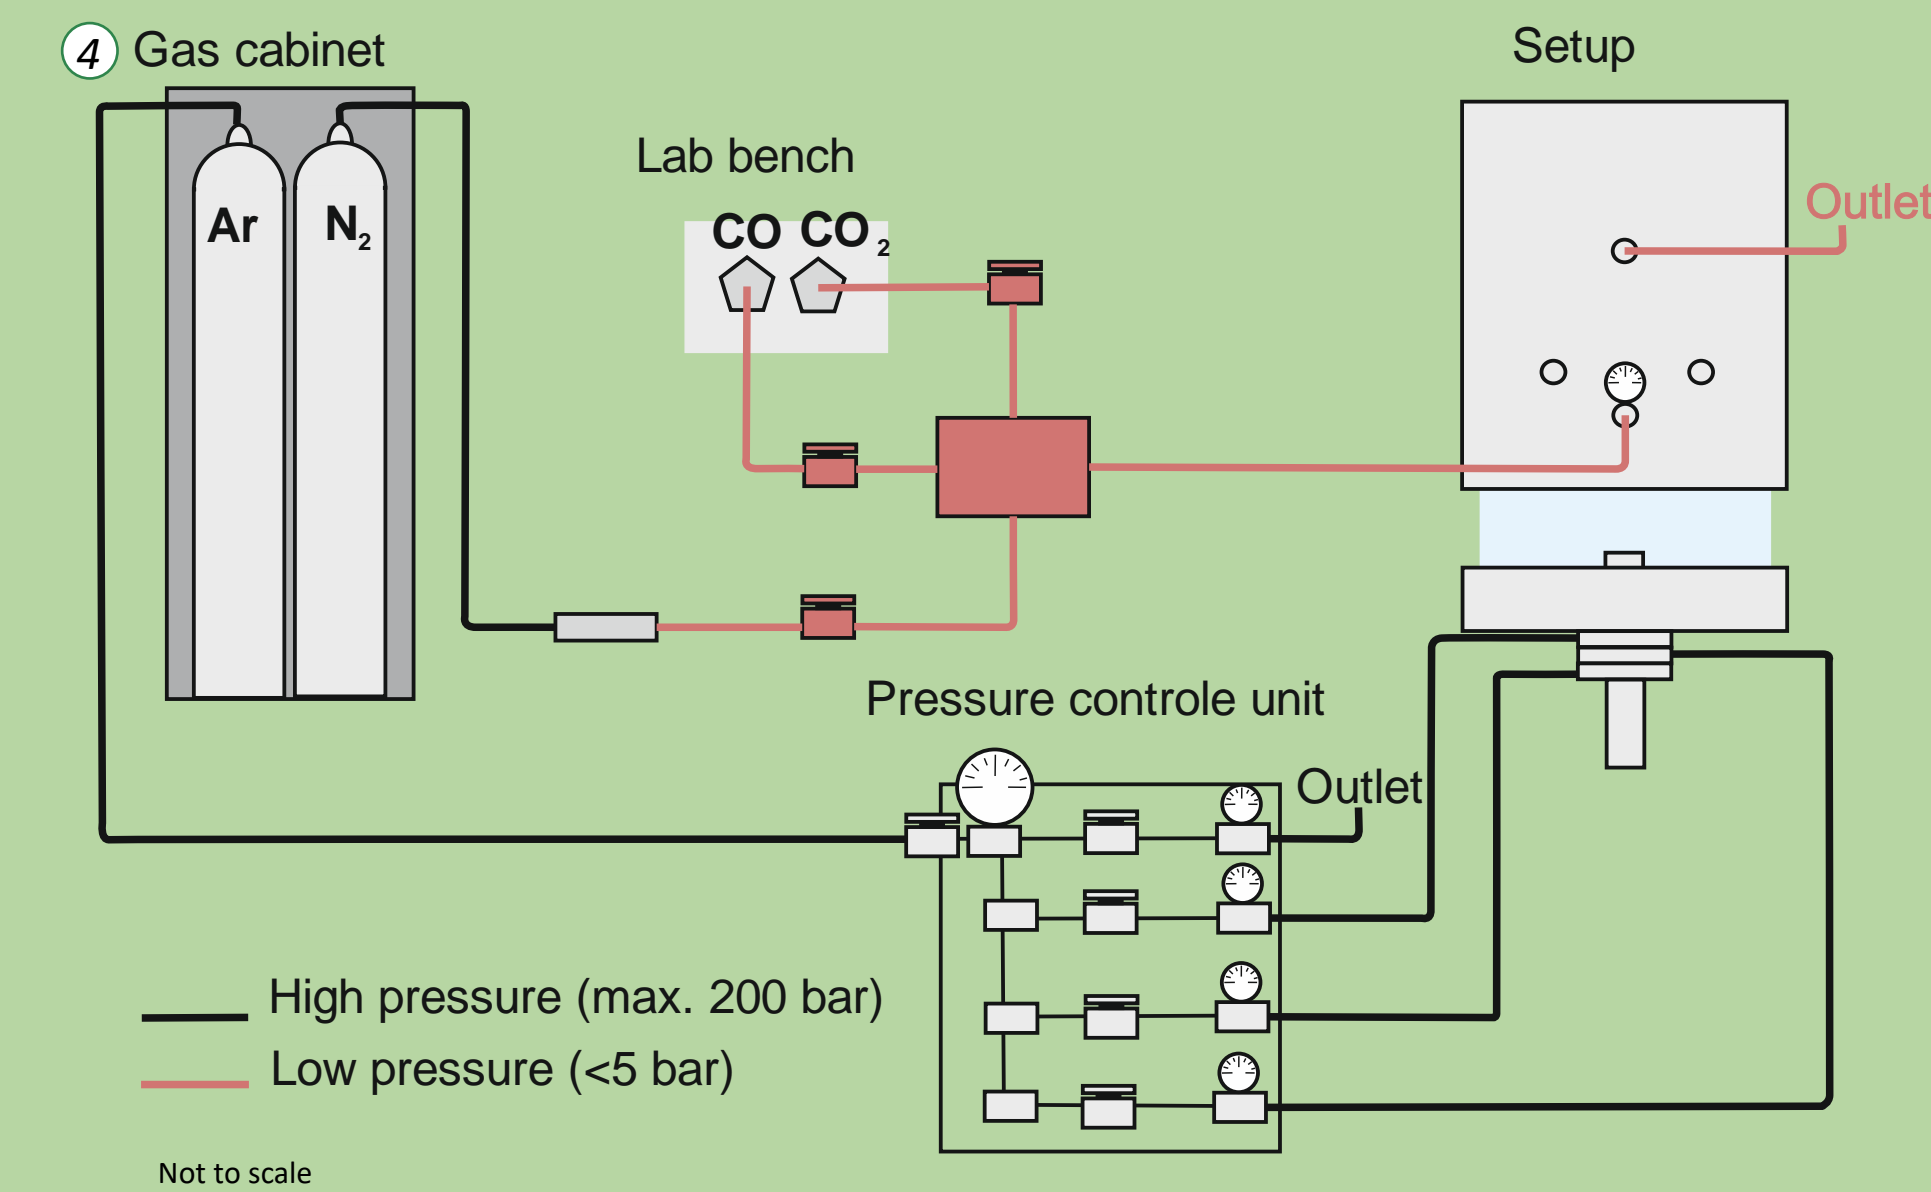 4 Gas cabinet
Setup
Lab bench
Ar
N2
CO CO2
Outlet
Pressure controle unit
Outlet
High pressure (max. 200 bar)
Low pressure (<5 bar)
Not to scale